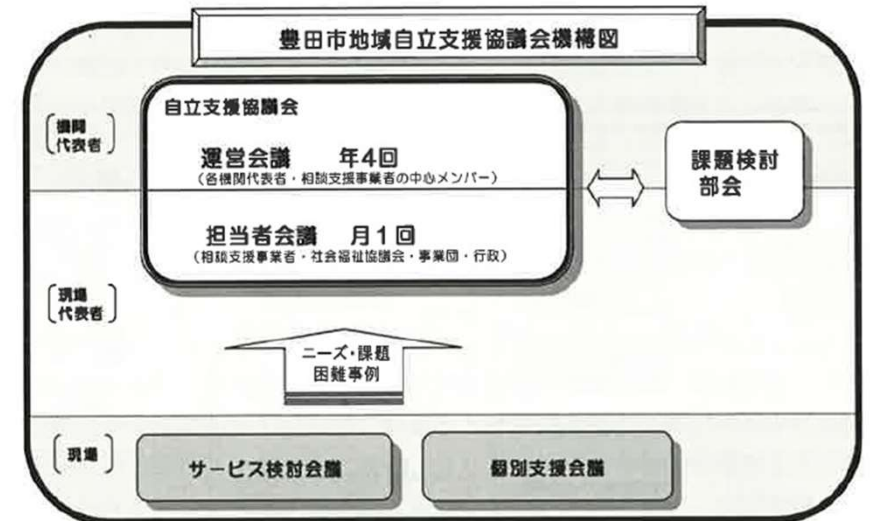 豊田市地域自立支援協議会機構図
機関
代表者
自立支援協議会
運営会議 年4回
(各機関代表者・相談支援事業者の中心メンバー)
課題検討
部会
担当者会議 月1回
(相談支援事業者・社会福祉協議会・事業団・行政)
現場
代表者
ニーズ・課題
困難事例
現場
サービス検討会議
個別支援会議